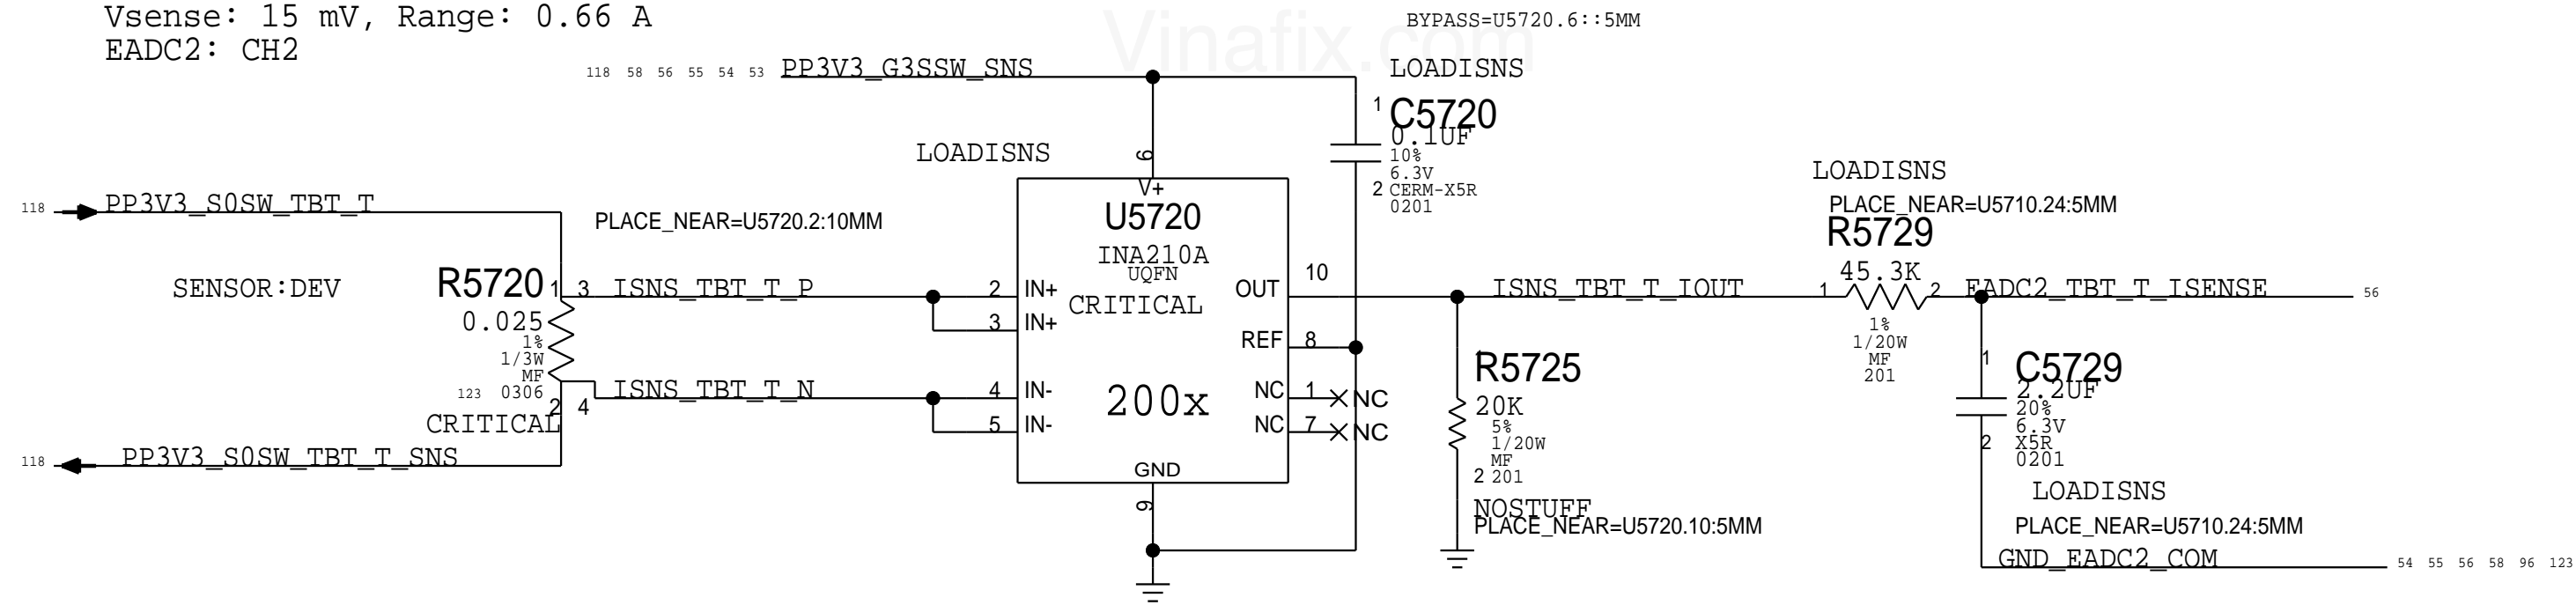 Vsense: 15 mV, Range: 0.66 A
EADC2: CH2
Vinafix.com
BYPASS=U5720.6::5MM
118 58 56 55 54 53 PP3V3_G3SSW_SNS
LOADISNS
1
C5720
0.1UF
10%
6.3V
2 CERM-X5R
0201
LOADISNS
6
V+
U5720
INA210A
UQFN
CRITICAL
200x
118 PP3V3_S0SW_TBT_T
PLACE_NEAR=U5720.2:10MM
SENSOR:DEV
R5720 1 3 ISNS_TBT_T_P
0.025
1%
1/3W
MF
123 0306
2 4 ISNS_TBT_T_N
CRITICAL
118 PP3V3_S0SW_TBT_T_SNS
2 IN+
3 IN+
4 IN-
5 IN-
OUT 10
REF 8
NC 1 NC
NC 7 NC
GND
9
ISNS_TBT_T_IOUT
1
R5725
20K
5%
1/20W
MF
2 201
NOSTUFF
PLACE_NEAR=U5720.10:5MM
LOADISNS
PLACE_NEAR=U5710.24:5MM
R5729
45.3K
1 2 EADC2_TBT_T_ISENSE 56
1%
1/20W
MF
201
1
C5729
2.2UF
20%
6.3V
2 X5R
0201
LOADISNS
PLACE_NEAR=U5710.24:5MM
GND_EADC2_COM 54 55 56 58 96 123